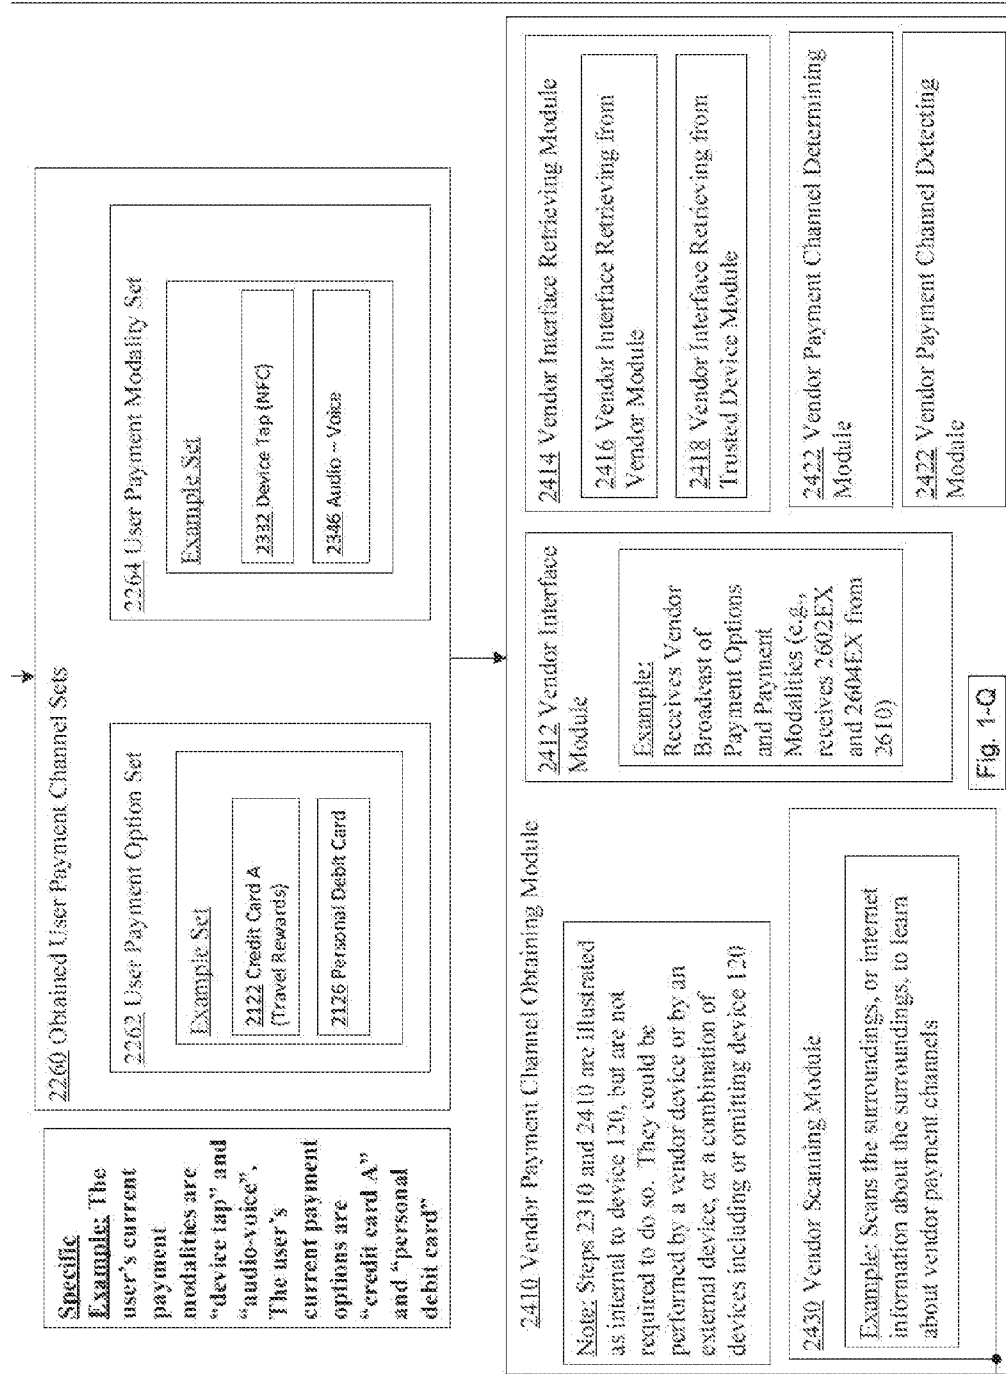 Specific
Example: The
user's current
payment
modalities are
“device tap” and
“audio-voice”.
The user's
current payment
options are
“credit card A”
and “personal
debit card”
2260 Obtained User Payment Channel Sets
2262 User Payment Option Set
Example Set
2122 Credit Card A
(Travel Rewards)
2126 Personal Debit Card
2264 User Payment Modality Set
Example Set
2332 Device Tap (NFC)
2346 Audio ~ Voice
2410 Vendor Payment Channel Obtaining Module
Note: Steps 2310 and 2410 are illustrated
as internal to device 120, but are not
required to do so. They could be
performed by a vendor device or by an
external device, or a combination of
devices including or omitting device 120
2430 Vendor Scanning Module
Example: Scans the surroundings, or internet
information about the surroundings, to learn
about vendor payment channels
2412 Vendor Interface
Module
Example:
Receives Vendor
Broadcast of
Payment Options
and Payment
Modalities (e.g.,
receives 2602EX
and 2604EX from
2610)
2414 Vendor Interface Retrieving Module
2416 Vendor Interface Retrieving from
Vendor Module
2418 Vendor Interface Retrieving from
Trusted Device Module
2422 Vendor Payment Channel Determining
Module
2422 Vendor Payment Channel Detecting
Module
Fig. 1-Q